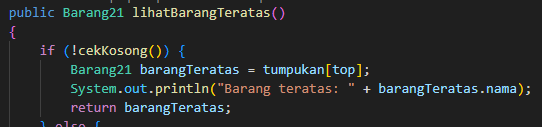 public Barang21 lihatBarangTeratas()
{
    if (!cekKosong()) {
        Barang21 barangTeratas = tumpukan[top];
        System.out.println("Barang teratas: " + barangTeratas.nama);
        return barangTeratas;
    } else {